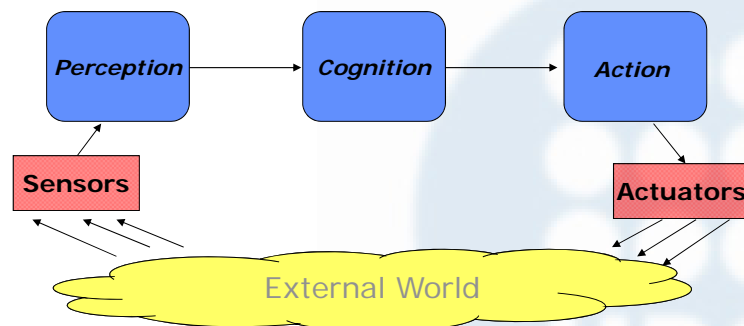 Perception
Cognition
Action
Sensors
Actuators
External World